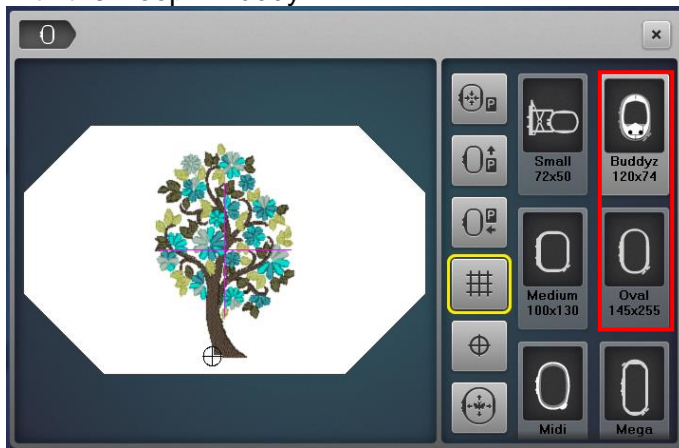 P
Small
72x50
Buddyz
120x74
P
P
Medium
100x130
Oval
145x255
Midi
Mega